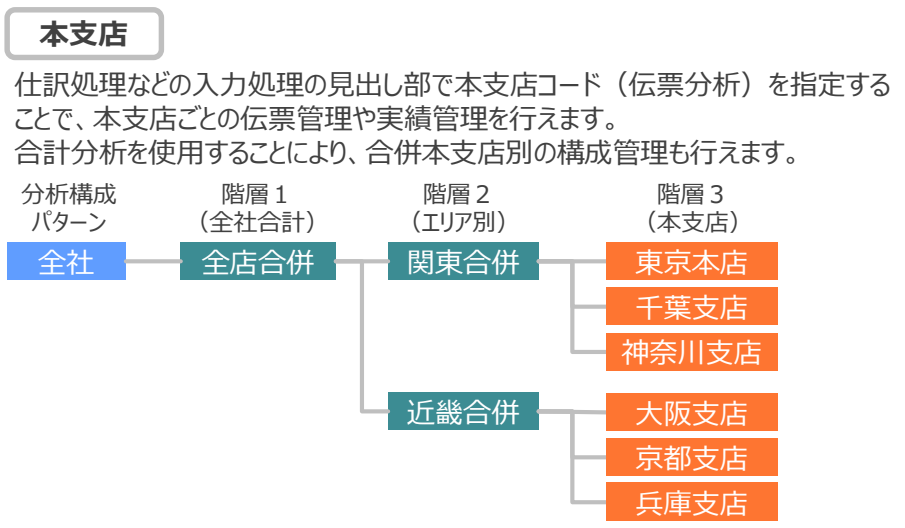 本支店
仕訳処理などの入力処理の見出し部で本支店コード（伝票分析）を指定する
ことで、本支店ごとの伝票管理や実績管理を行えます。
合計分析を使用することにより、合併本支店別の構成管理も行えます。
分析構成
パターン
階層１
（全社合計）
階層２
（エリア別）
階層３
（本支店）
全社
全店合併
関東合併
東京本店
千葉支店
神奈川支店
近畿合併
大阪支店
京都支店
兵庫支店